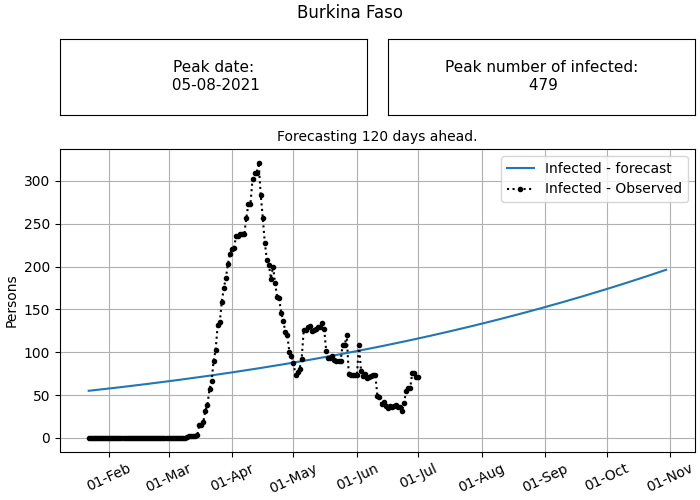 Burkina Faso
Peak date:
05-08-2021
Peak number of infected:
479
Forecasting 120 days ahead.
Infected - forecast
Infected - Observed
Persons
300
250
200
150
100
50
0
01-Feb
01-Mar
01-Apr
01-May
01-Jun
01-Jul
01-Aug
01-Sep
01-Oct
01-Nov